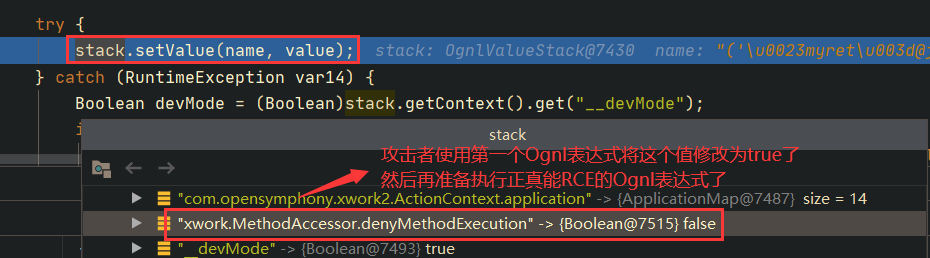 try {
stack.setValue(name, value);   stack: OgnlValueStack@7430   name: "('\u0023myret\u003d@
} catch (RuntimeException var14) {
Boolean devMode = (Boolean)stack.getContext().get("__devMode");
stack
攻击者使用第一个Ognl表达式将这个值修改为true了
然后再准备执行正真能RCE的Ognl表达式了
"com.opensymphony.xwork2.ActionContext.application" -> {ApplicationMap@7487} size = 14
"xwork.MethodAccessor.denyMethodExecution" -> {Boolean@7515} false
"__devMode" -> {Boolean@7493} true